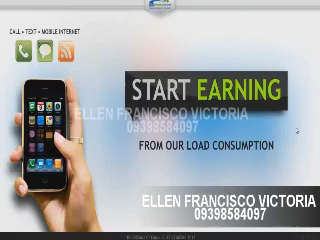 CALL • TEXT • MOBILE INTERNET
START EARNING
ELLEN FRANCISCO VICTORIA
09398584097
FROM OUR LOAD CONSUMPTION
ELLEN FRANCISCO VICTORIA
09398584097